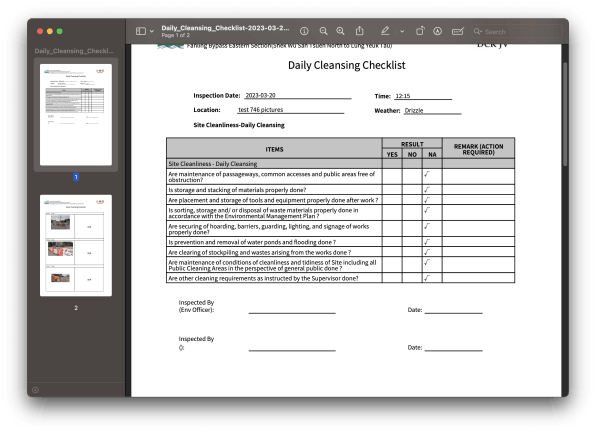 Daily_Cleansing_Checklist-2023-03-2...
Page 1 of 2
Search
Daily_Cleansing_Checkl...
1
2
Fanling Bypass Eastern Section(Shek Wu San Tsuen North to Lung Yeuk Tau)
DCK JV
Daily Cleansing Checklist
Inspection Date: 2023-03-20 Time: 12:15
Location: test 746 pictures Weather: Drizzle
Site Cleanliness-Daily Cleansing
ITEMS RESULT REMARK (ACTION REQUIRED)
YES NO NA
Site Cleanliness - Daily Cleansing
Are maintenance of passageways, common accesses and public areas free of
obstruction? √
Is storage and stacking of materials properly done? √
Are placement and storage of tools and equipment properly done after work ? √
Is sorting, storage and/ or disposal of waste materials properly done in
accordance with the Environmental Management Plan ? √
Are securing of hoarding, barriers, guarding, lighting, and signage of works
properly done? √
Is prevention and removal of water ponds and flooding done ? √
Are clearing of stockpiling and wastes arising from the works done ? √
Are maintenance of conditions of cleanliness and tidiness of Site including all
Public Cleaning Areas in the perspective of general public done ? √
Are other cleaning requirements as instructed by the Supervisor done? √
Inspected By
(Env Officer): Date:
Inspected By
(): Date: